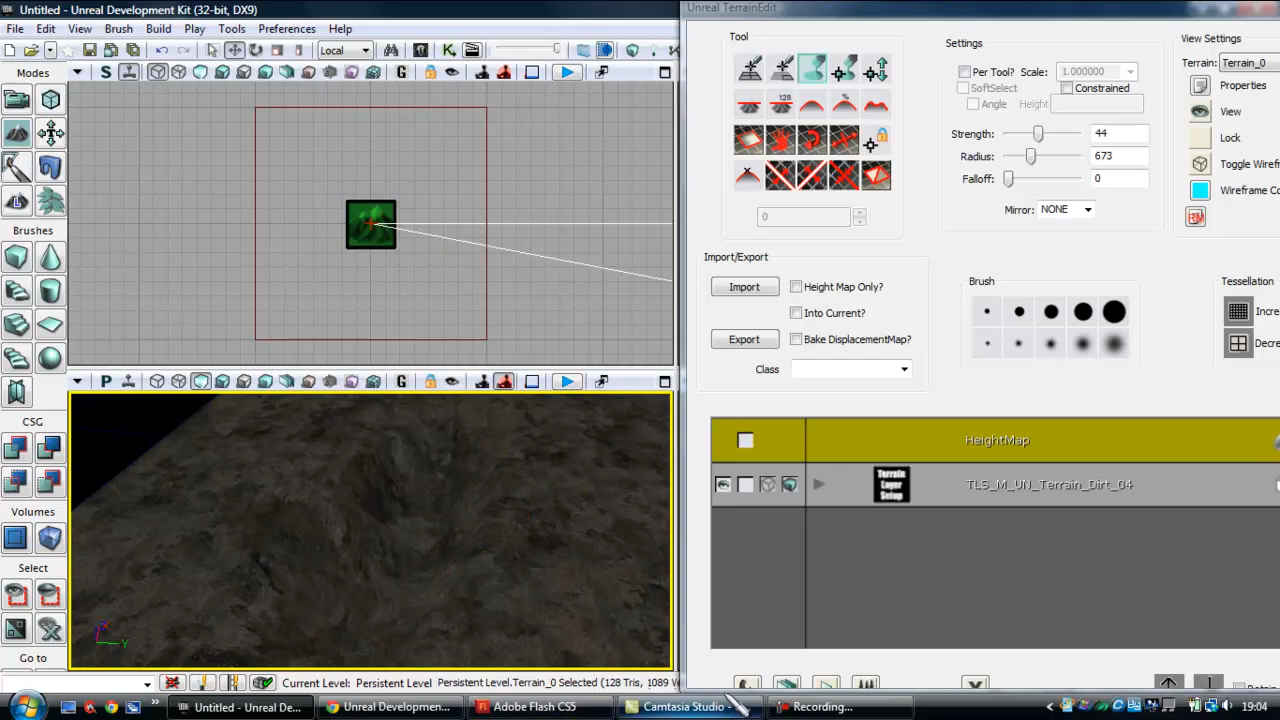 Untitled - Unreal Development Kit (32-bit, DX9)
Unreal TerrainEdit
File Edit View Brush Build Play Tools Preferences Help
Local
Modes
Brushes
CSG
Volumes
Select
Go to
Tool
128
%
0
Settings
Per Tool? Scale: 1.000000
SoftSelect Constrained
Angle Height
Strength: 44
Radius: 673
Falloff: 0
Mirror: NONE
View Settings
Terrain: Terrain_0
Properties
View
Lock
Toggle Wirefr
Wireframe Co
Import/Export
Import Height Map Only?
Into Current?
Export Bake DisplacementMap?
Class
Brush
Tessellation
Incre
Decre
HeightMap
Terrain Layer Setup
TLS_M_UN_Terrain_Dirt_04
Z
Y
Current Level: Persistent Level Persistent Level.Terrain_0 Selected (128 Tris, 1089 Ve
Untitled - Unreal De...
Unreal Developmen...
Adobe Flash CS5
Camtasia Studio -
Recording...
19:04